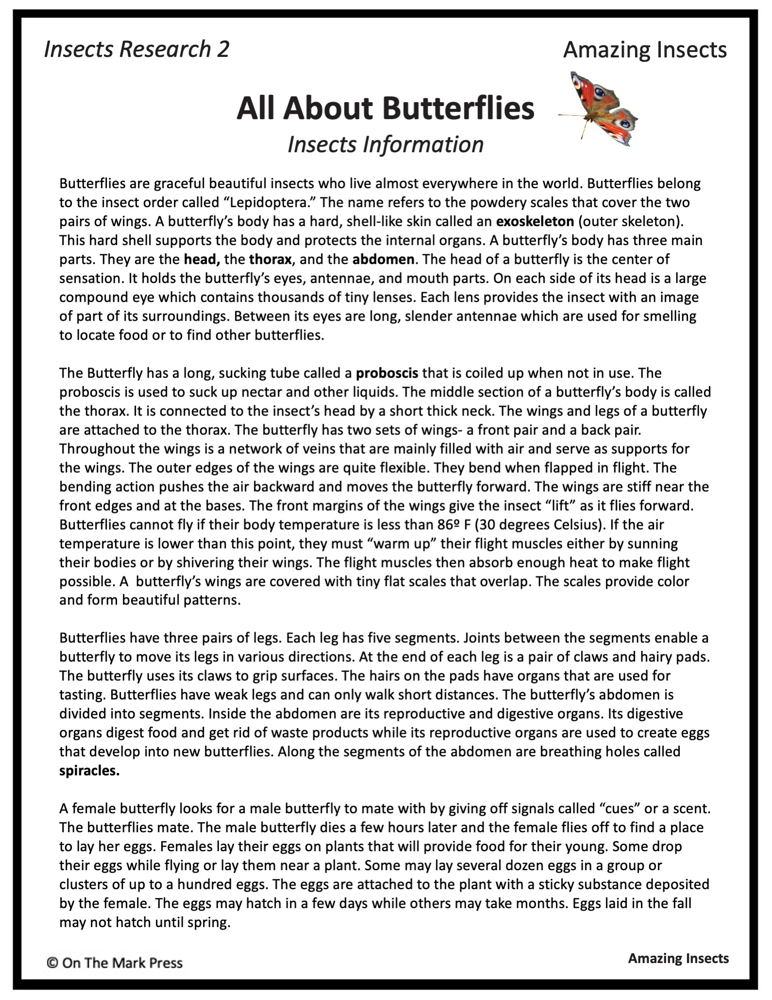 Insects Research 2
Amazing Insects
All About Butterflies
Insects Information
Butterflies are graceful beautiful insects who live almost everywhere in the world. Butterflies belong
to the insect order called “Lepidoptera.” The name refers to the powdery scales that cover the two
pairs of wings. A butterfly’s body has a hard, shell-like skin called an exoskeleton (outer skeleton).
This hard shell supports the body and protects the internal organs. A butterfly’s body has three main
parts. They are the head, the thorax, and the abdomen. The head of a butterfly is the center of
sensation. It holds the butterfly’s eyes, antennae, and mouth parts. On each side of its head is a large
compound eye which contains thousands of tiny lenses. Each lens provides the insect with an image
of part of its surroundings. Between its eyes are long, slender antennae which are used for smelling
to locate food or to find other butterflies.
The Butterfly has a long, sucking tube called a proboscis that is coiled up when not in use. The
proboscis is used to suck up nectar and other liquids. The middle section of a butterfly’s body is called
the thorax. It is connected to the insect’s head by a short thick neck. The wings and legs of a butterfly
are attached to the thorax. The butterfly has two sets of wings- a front pair and a back pair.
Throughout the wings is a network of veins that are mainly filled with air and serve as supports for
the wings. The outer edges of the wings are quite flexible. They bend when flapped in flight. The
bending action pushes the air backward and moves the butterfly forward. The wings are stiff near the
front edges and at the bases. The front margins of the wings give the insect “lift” as it flies forward.
Butterflies cannot fly if their body temperature is less than 86º F (30 degrees Celsius). If the air
temperature is lower than this point, they must “warm up” their flight muscles either by sunning
their bodies or by shivering their wings. The flight muscles then absorb enough heat to make flight
possible. A  butterfly’s wings are covered with tiny flat scales that overlap. The scales provide color
and form beautiful patterns.
Butterflies have three pairs of legs. Each leg has five segments. Joints between the segments enable a
butterfly to move its legs in various directions. At the end of each leg is a pair of claws and hairy pads.
The butterfly uses its claws to grip surfaces. The hairs on the pads have organs that are used for
tasting. Butterflies have weak legs and can only walk short distances. The butterfly’s abdomen is
divided into segments. Inside the abdomen are its reproductive and digestive organs. Its digestive
organs digest food and get rid of waste products while its reproductive organs are used to create eggs
that develop into new butterflies. Along the segments of the abdomen are breathing holes called
spiracles.
A female butterfly looks for a male butterfly to mate with by giving off signals called “cues” or a scent.
The butterflies mate. The male butterfly dies a few hours later and the female flies off to find a place
to lay her eggs. Females lay their eggs on plants that will provide food for their young. Some drop
their eggs while flying or lay them near a plant. Some may lay several dozen eggs in a group or
clusters of up to a hundred eggs. The eggs are attached to the plant with a sticky substance deposited
by the female. The eggs may hatch in a few days while others may take months. Eggs laid in the fall
may not hatch until spring.
© On The Mark Press
Amazing Insects